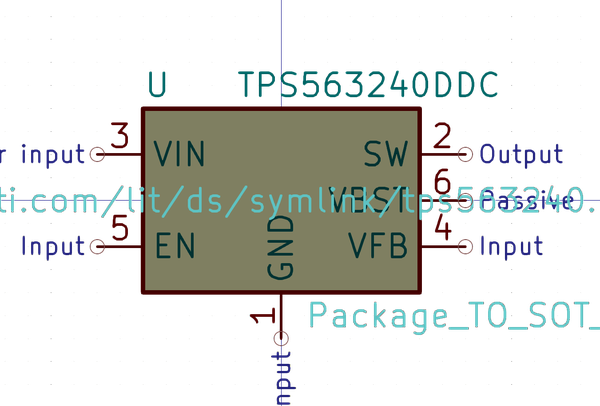 U TPS563240DDC
3 VIN SW 2 Output
r input
ti.com/lit/ds/symlink/tps563240.
VBST 6 Passive
Input 5 EN VFB 4 Input
GND
1
Package_TO_SOT_
nput